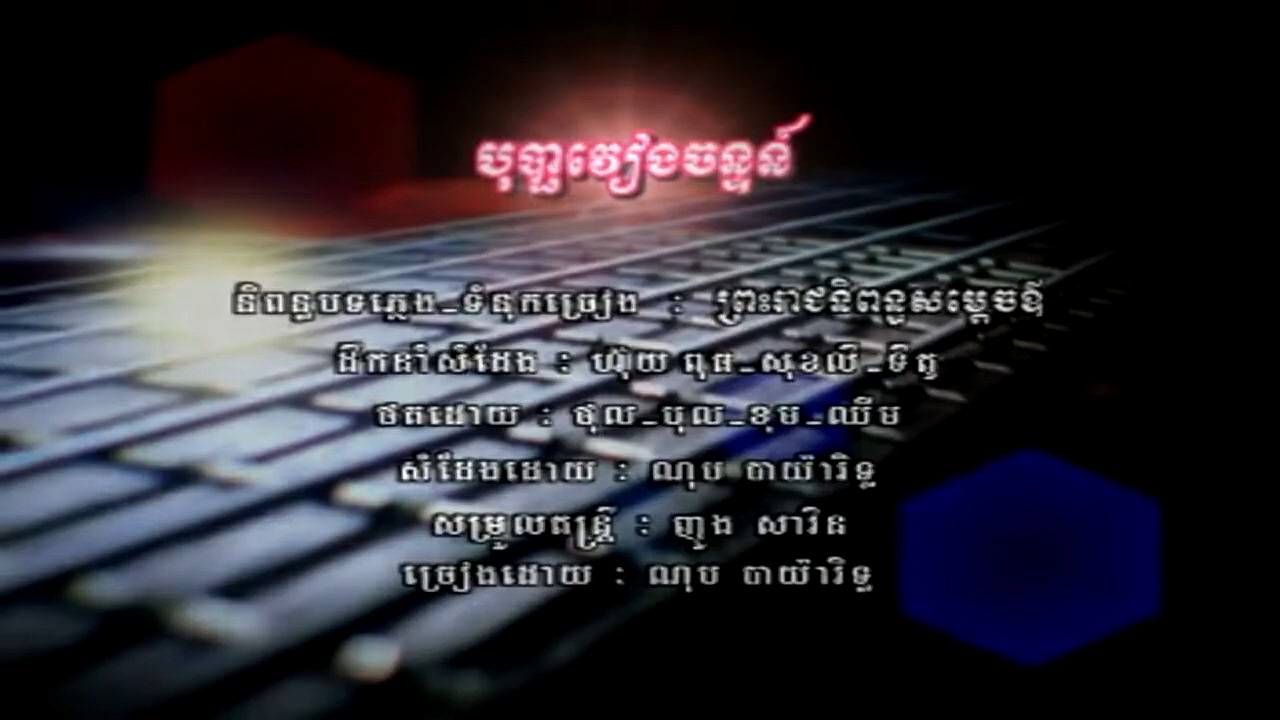 បុប្ផាវៀងចន្ទន៍
និពន្ធបទភ្លេង_ទំនុកច្រៀង : ព្រះរាជនិពន្ធសម្តេចឪ
ដឹកនាំសំដែង : ហ៊ុយ ពុធ_សុខលី_ទិត្យ
ថតដោយ : ថុល_បុល_ខុម_ឈឹម
សំដែងដោយ : ណុប បាយ៉ារិទ្ធ
សម្រួលតន្ត្រី : ញូង សាវិន
ច្រៀងដោយ : ណុប បាយ៉ារិទ្ធ